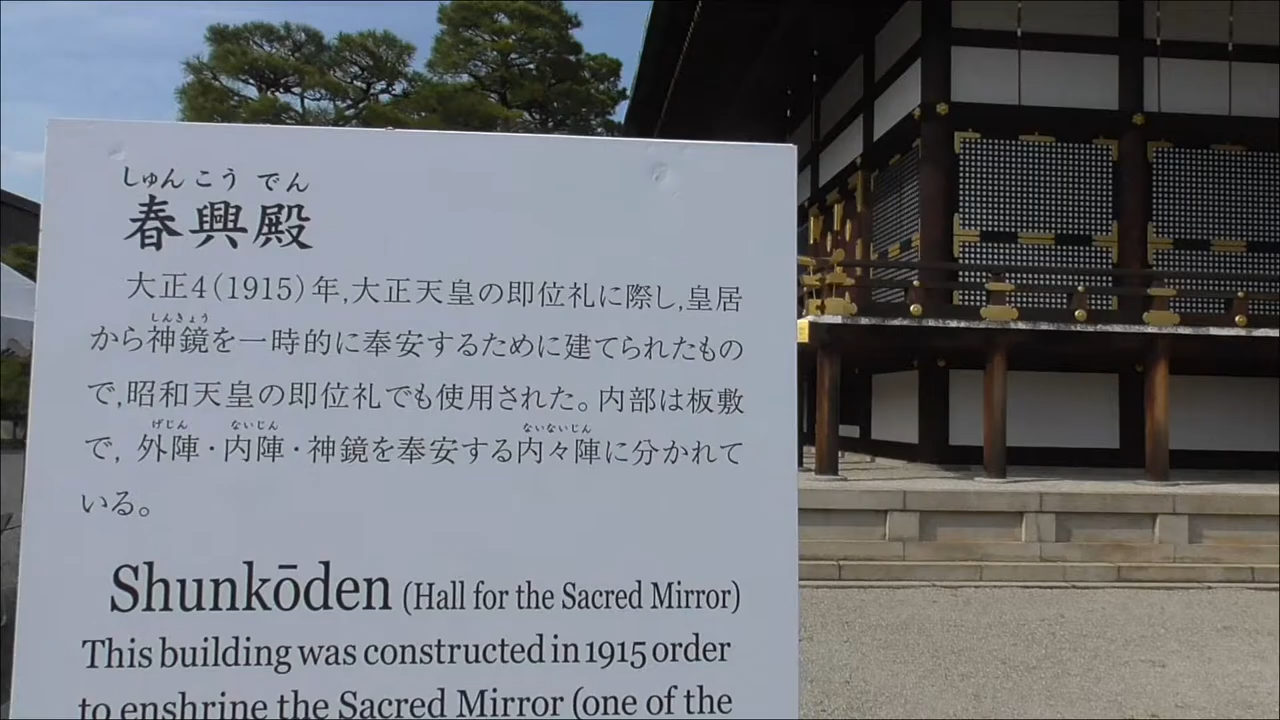 しゅん こう でん
春興殿
大正4(1915)年,大正天皇の即位礼に際し,皇居
しんきょう
から神鏡を一時的に奉安するために建てられたもの
で,昭和天皇の即位礼でも使用された。内部は板敷
げじん ないじん ないないじん
で, 外陣・内陣・神鏡を奉安する内々陣に分かれて
いる。
Shunkōden (Hall for the Sacred Mirror)
This building was constructed in 1915 order
to enshrine the Sacred Mirror (one of the